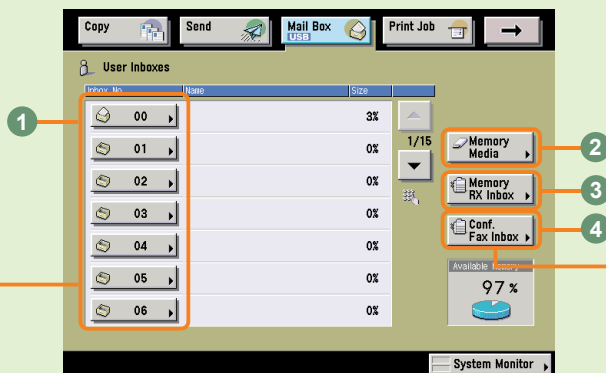 Copy
Send
Mail Box
USB
Print Job
User Inboxes
Inbox No.
Name
Size
00
3%
01
0%
02
0%
03
0%
04
0%
05
0%
06
0%
1/15
Memory
Media
Memory
RX Inbox
Conf.
Fax Inbox
Available Memory
97 %
System Monitor
1
2
3
4